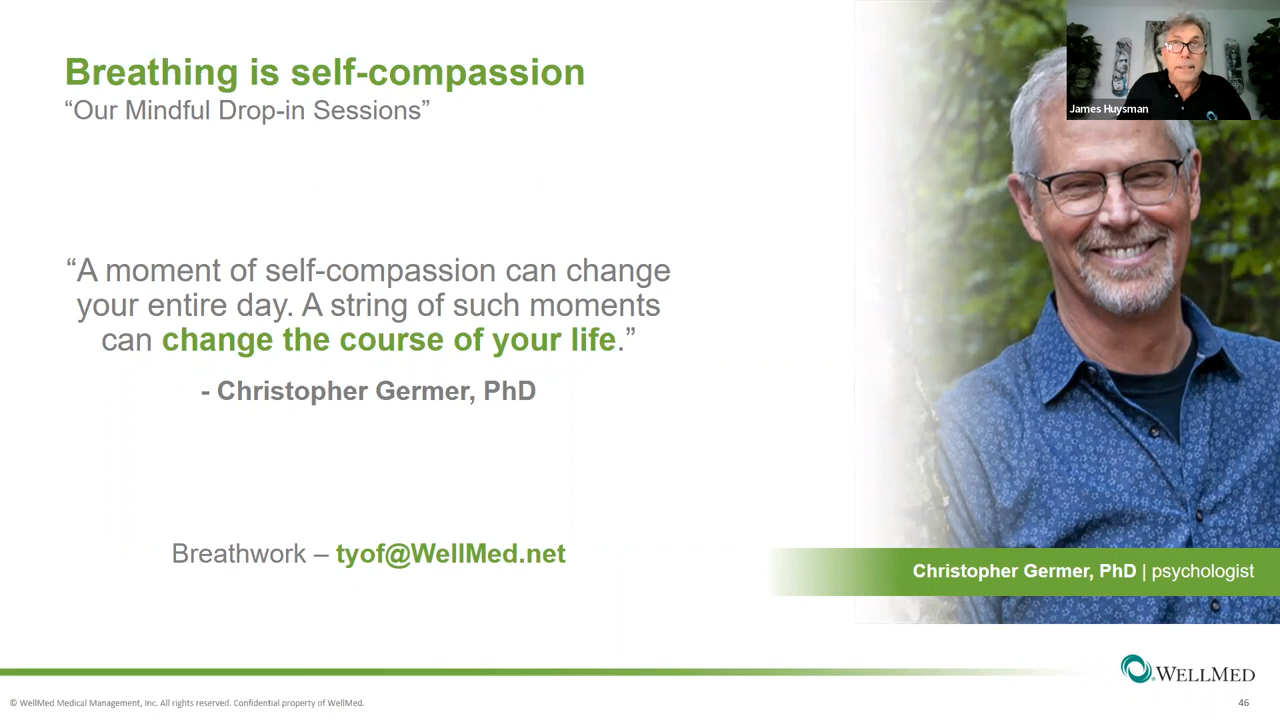 Breathing is self-compassion
“Our Mindful Drop-in Sessions”
James Huysman
“A moment of self-compassion can change
your entire day. A string of such moments
can change the course of your life.”
- Christopher Germer, PhD
Breathwork – tyof@WellMed.net
Christopher Germer, PhD | psychologist
WELLMED
© WellMed Medical Management, Inc. All rights reserved. Confidential property of WellMed.
46